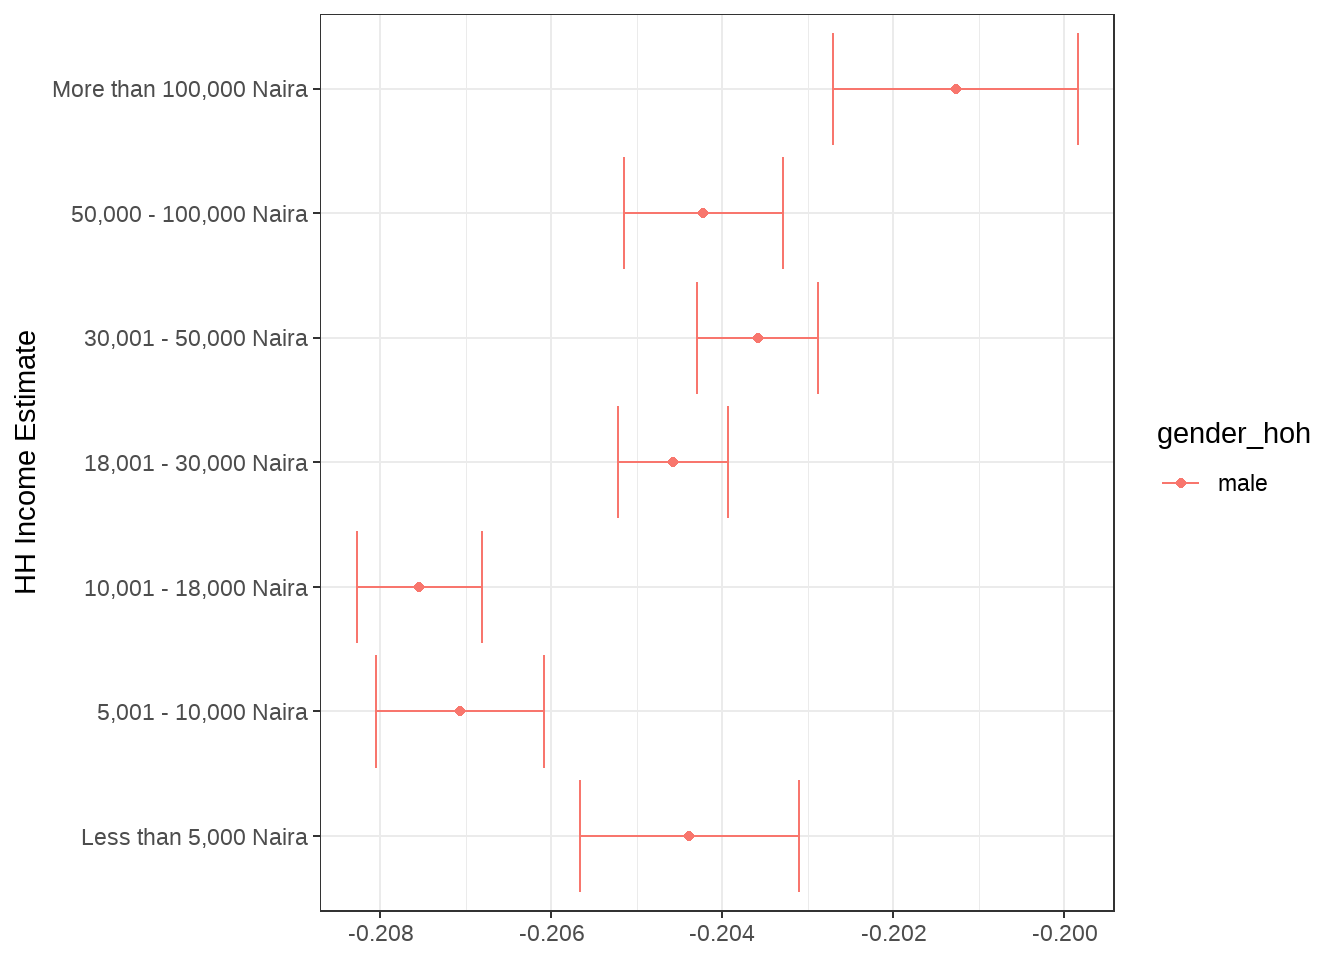 HH Income Estimate
More than 100,000 Naira
50,000 - 100,000 Naira
30,001 - 50,000 Naira
18,001 - 30,000 Naira
10,001 - 18,000 Naira
5,001 - 10,000 Naira
Less than 5,000 Naira
-0.208
-0.206
-0.204
-0.202
-0.200
gender_hoh
male